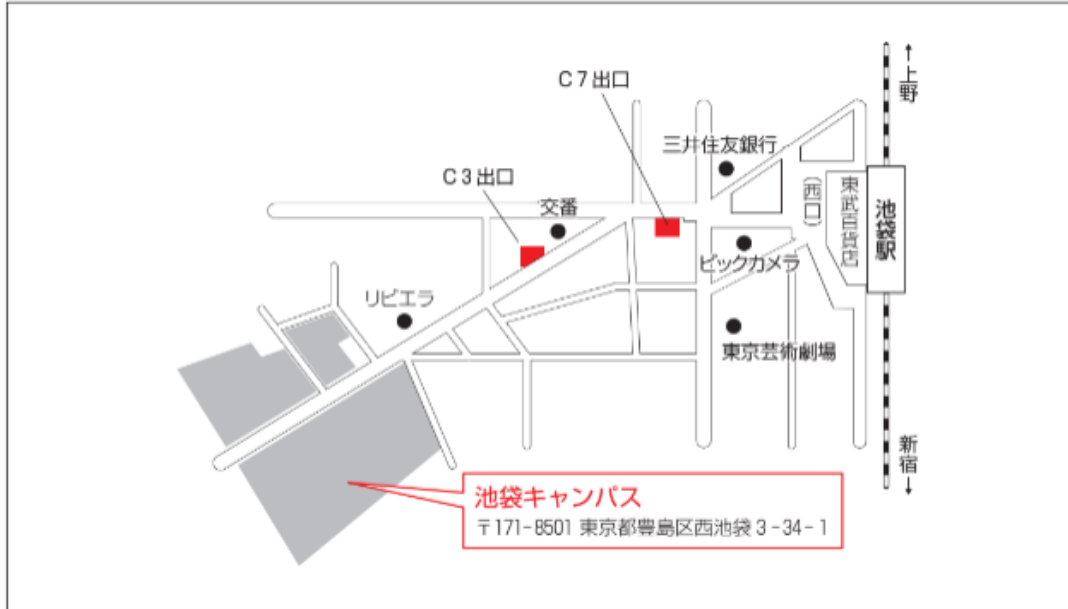 ↑上野
C7出口
三井住友銀行
C3出口
交番
(西口)
東武百貨店
池袋駅
ビックカメラ
リビエラ
東京芸術劇場
新宿↓
池袋キャンパス
〒171-8501 東京都豊島区西池袋3-34-1